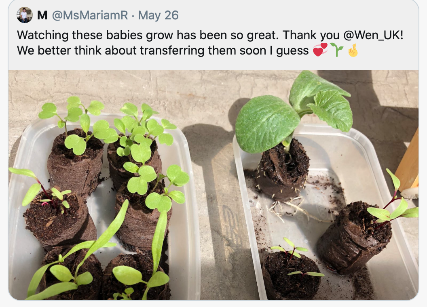 M @MsMariamR · May 26
Watching these babies grow has been so great. Thank you @Wen_UK!
We better think about transferring them soon I guess 💞🌱🤞